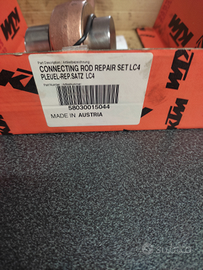 KTM
Part Description / Artikelbezeichnung
CONNECTING ROD REPAIR SET LC4
PLEUEL-REP.SATZ LC4
58030015044
MADE IN AUSTRIA
KTM
subito